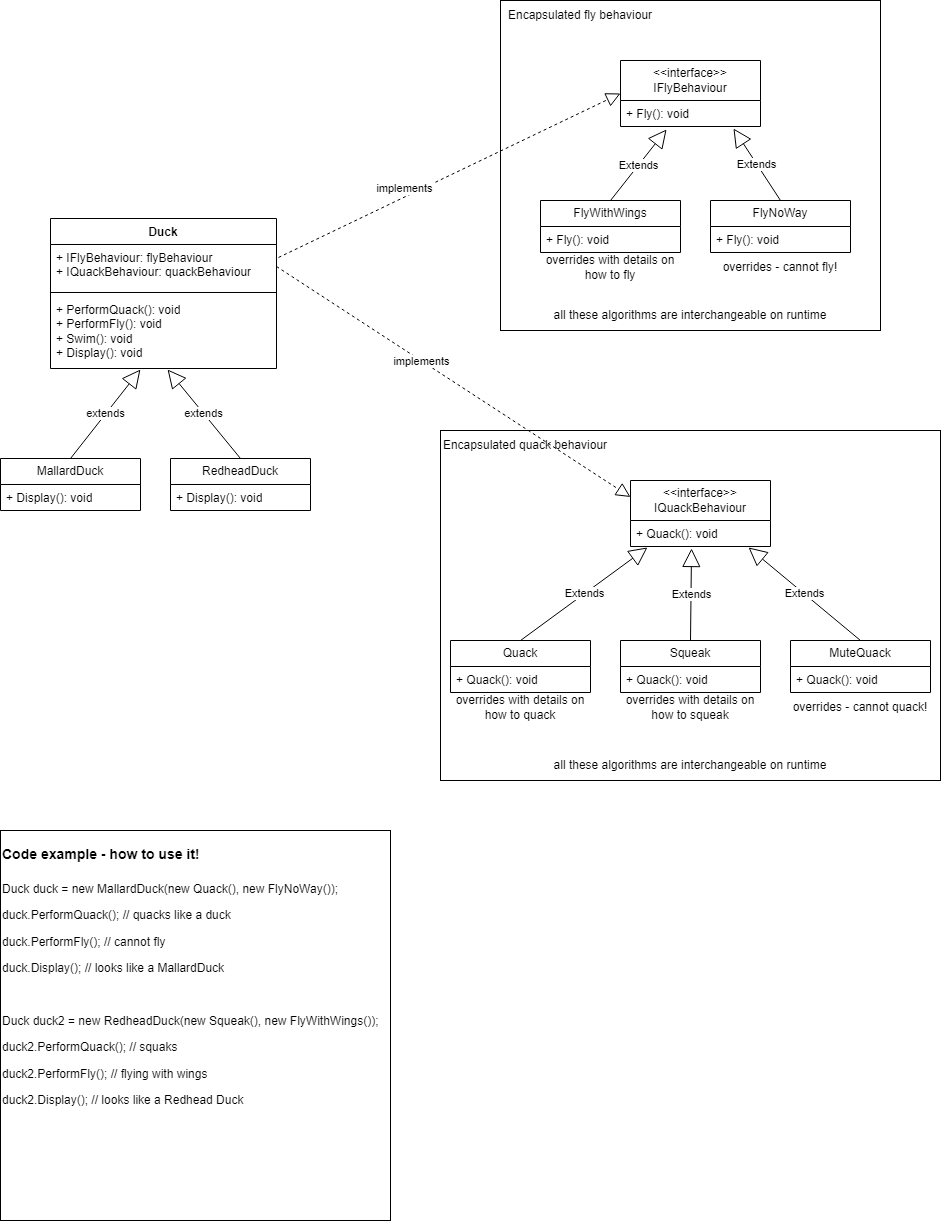 Encapsulated fly behaviour
<<interface>>
IFlyBehaviour
+ Fly(): void
Extends
Extends
FlyWithWings
+ Fly(): void
overrides with details on
how to fly
FlyNoWay
+ Fly(): void
overrides - cannot fly!
all these algorithms are interchangeable on runtime
implements
Duck
+ IFlyBehaviour: flyBehaviour
+ IQuackBehaviour: quackBehaviour
+ PerformQuack(): void
+ PerformFly(): void
+ Swim(): void
+ Display(): void
implements
extends
extends
MallardDuck
+ Display(): void
RedheadDuck
+ Display(): void
Encapsulated quack behaviour
<<interface>>
IQuackBehaviour
+ Quack(): void
Extends
Extends
Extends
Quack
+ Quack(): void
overrides with details on
how to quack
Squeak
+ Quack(): void
overrides with details on
how to squeak
MuteQuack
+ Quack(): void
overrides - cannot quack!
all these algorithms are interchangeable on runtime
Code example - how to use it!
Duck duck = new MallardDuck(new Quack(), new FlyNoWay());
duck.PerformQuack(); // quacks like a duck
duck.PerformFly(); // cannot fly
duck.Display(); // looks like a MallardDuck
Duck duck2 = new RedheadDuck(new Squeak(), new FlyWithWings());
duck2.PerformQuack(); // squaks
duck2.PerformFly(); // flying with wings
duck2.Display(); // looks like a Redhead Duck